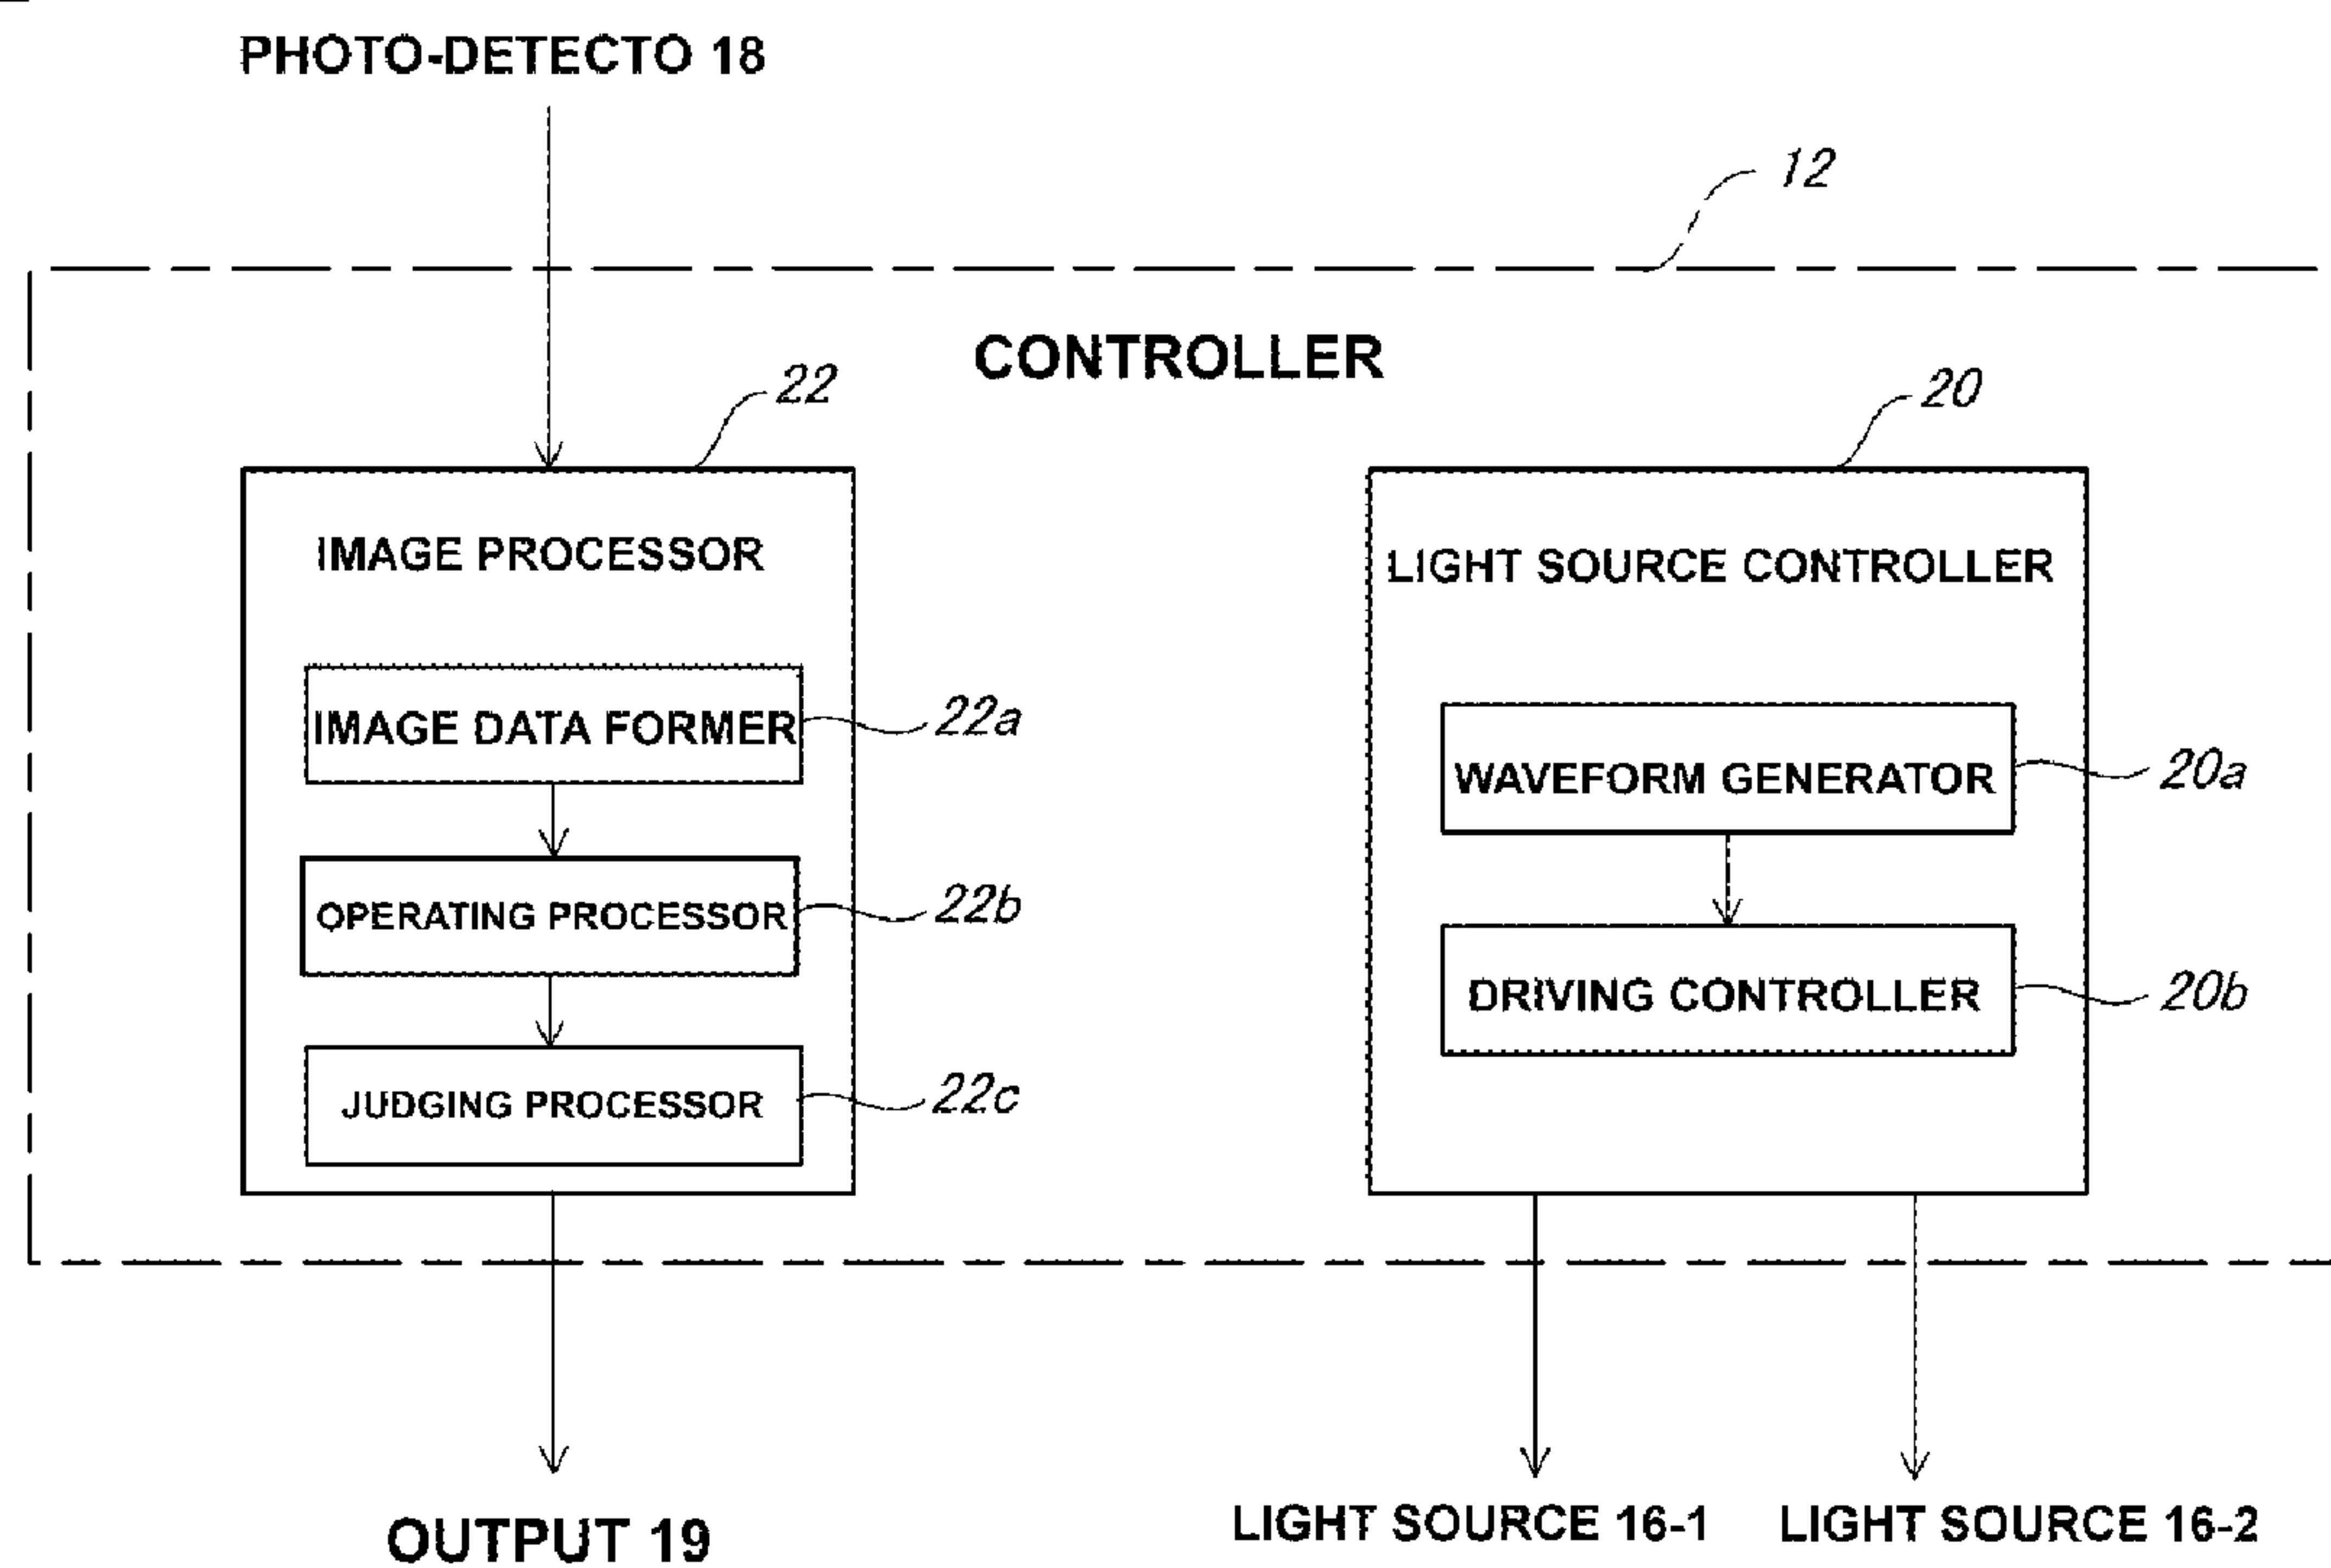 PHOTO-DETECTO 18
12
CONTROLLER
22
20
IMAGE PROCESSOR
LIGHT SOURCE CONTROLLER
IMAGE DATA FORMER
22a
WAVEFORM GENERATOR
20a
OPERATING PROCESSOR
22b
DRIVING CONTROLLER
20b
JUDGING PROCESSOR
22c
OUTPUT 19
LIGHT SOURCE 16-1
LIGHT SOURCE 16-2